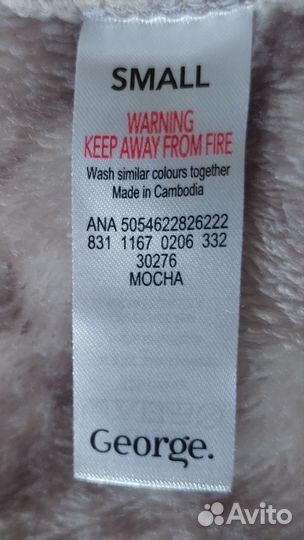 SMALL
WARNING
KEEP AWAY FROM FIRE
Wash similar colours together
Made in Cambodia
ANA 5054622826222
831 1167 0206 332
30276
MOCHA
George.
Avito